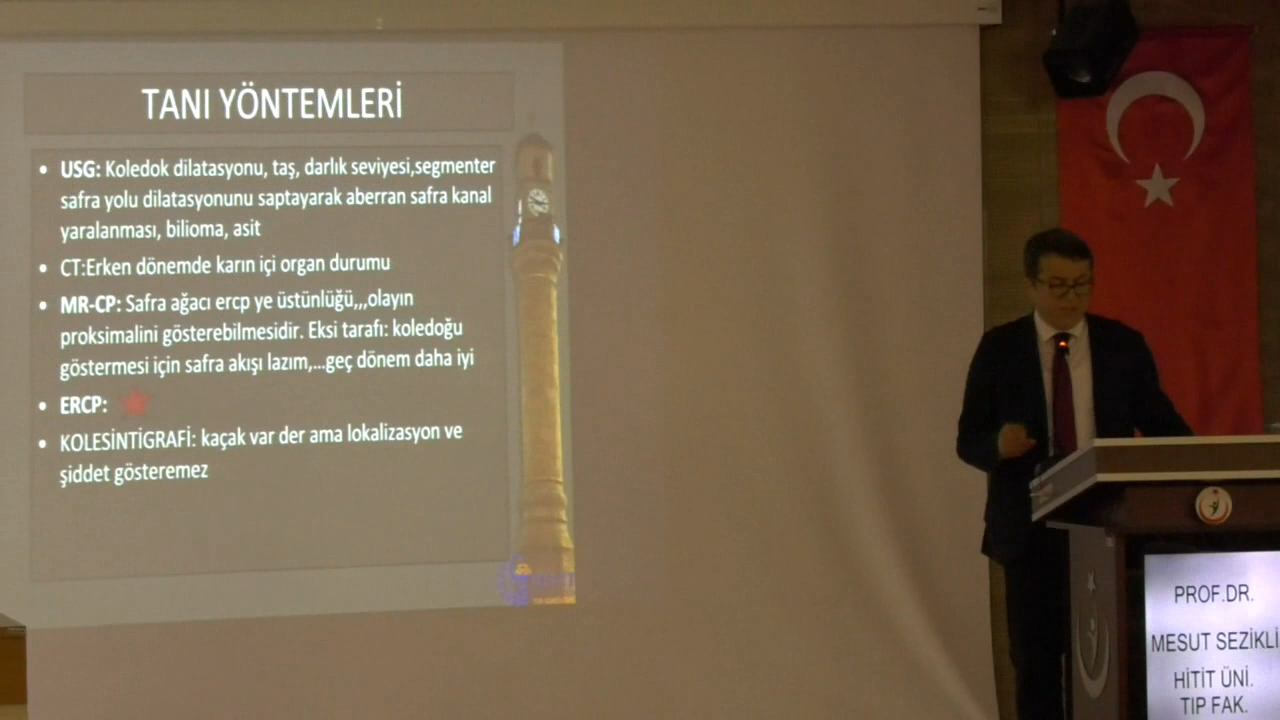 TANI YÖNTEMLERİ
• USG: Koledok dilatasyonu, taş, darlık seviyesi,segmenter
safra yolu dilatasyonunu saptayarak aberran safra kanal
yaralanması, bilioma, asit
• CT:Erken dönemde karın içi organ durumu
• MR-CP: Safra ağacı ercp ye üstünlüğü,,,olayın
proksimalini gösterebilmesidir. Eksi tarafı: koledoğu
göstermesi için safra akışı lazım,...geç dönem daha iyi
• ERCP:
• KOLESİNTİGRAFİ: kaçak var der ama lokalizasyon ve
şiddet gösteremez
PROF.DR.
MESUT SEZİKLİ
HİTİT ÜNİ.
TIP FAK.